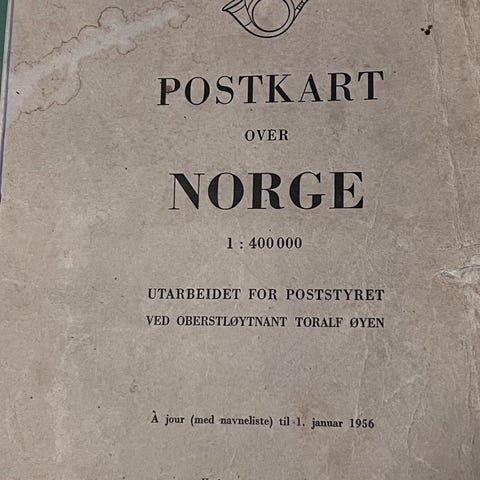 POSTKART
OVER
NORGE
1 : 400 000
UTARBEIDET FOR POSTSTYRET
VED OBERSTLØYTNANT TORALF ØYEN
À jour (med navneliste) til 1. januar 1956